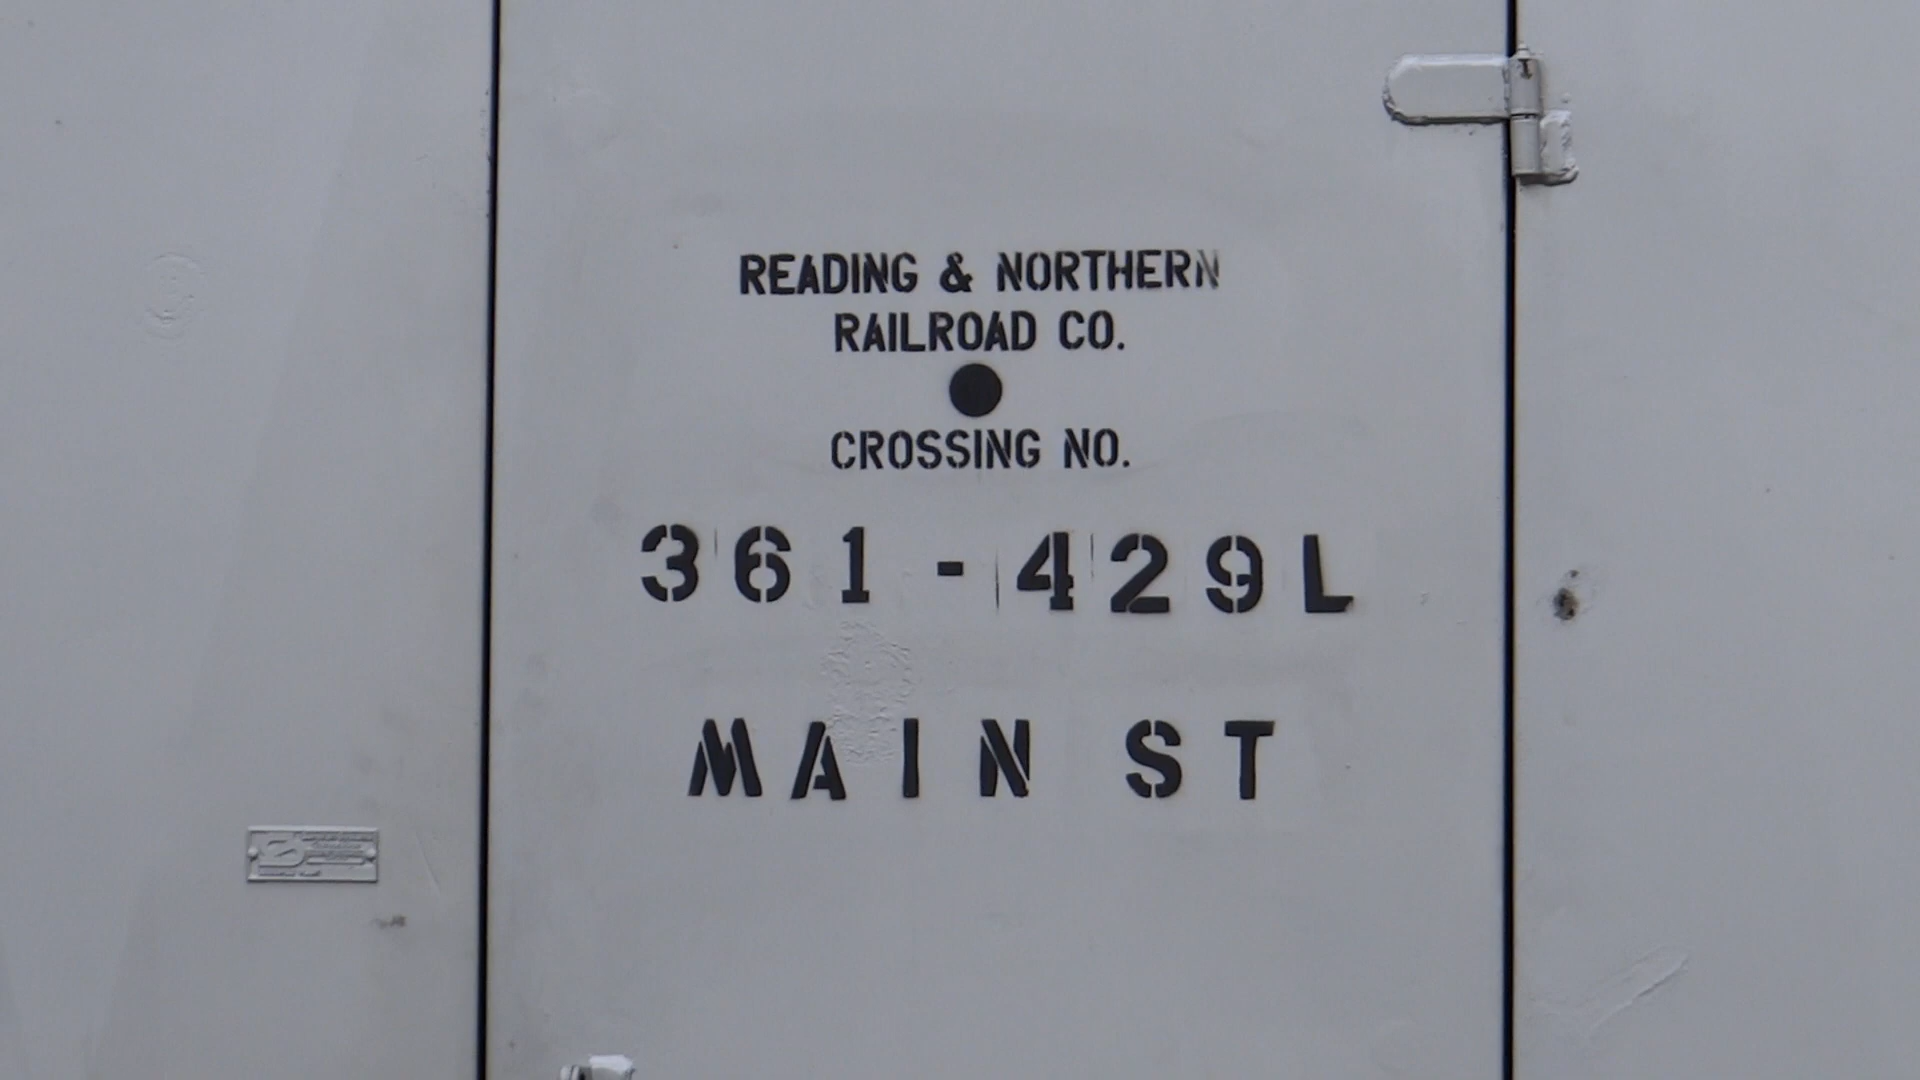 READING & NORTHERN
RAILROAD CO.
CROSSING NO.
361-429L
MAIN ST